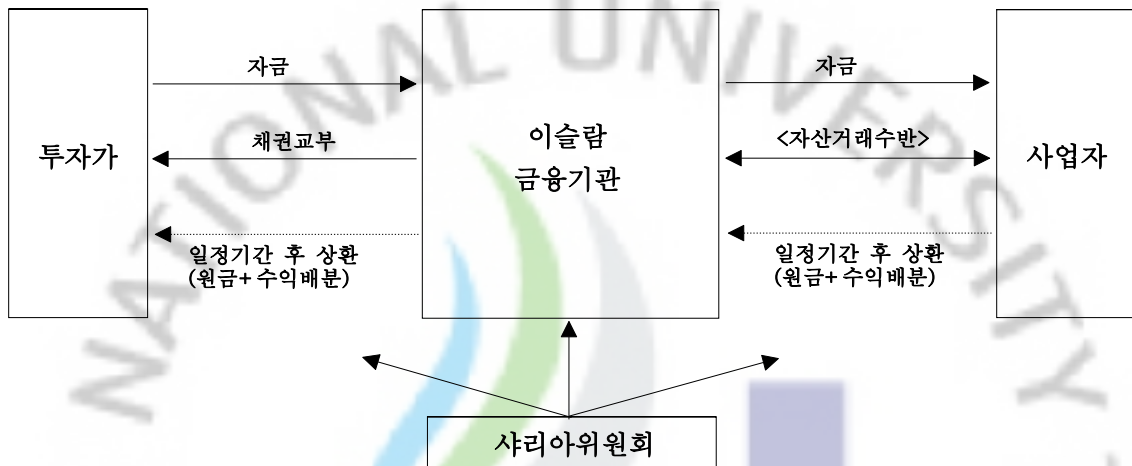 NATIONAL UNIVERSITY
자금
자금
투자가
채권교부
이슬람
금융기관
<자산거래수반>
사업자
일정기간 후 상환
(원금+수익배분)
일정기간 후 상환
(원금+수익배분)
샤리아위원회